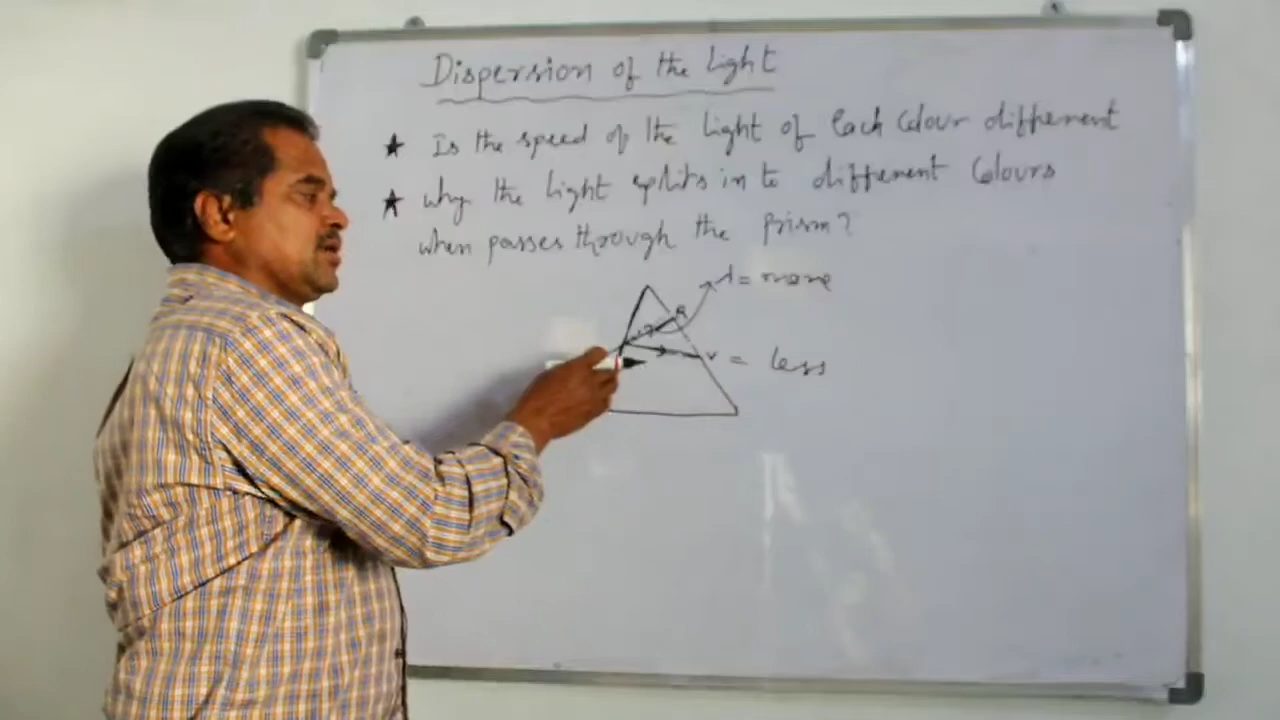 Dispersion of the Light
★ Is the speed of the light of each colour different
★ why the light splits in to different colours
when passes through the prism?
R
λ = more
V = less